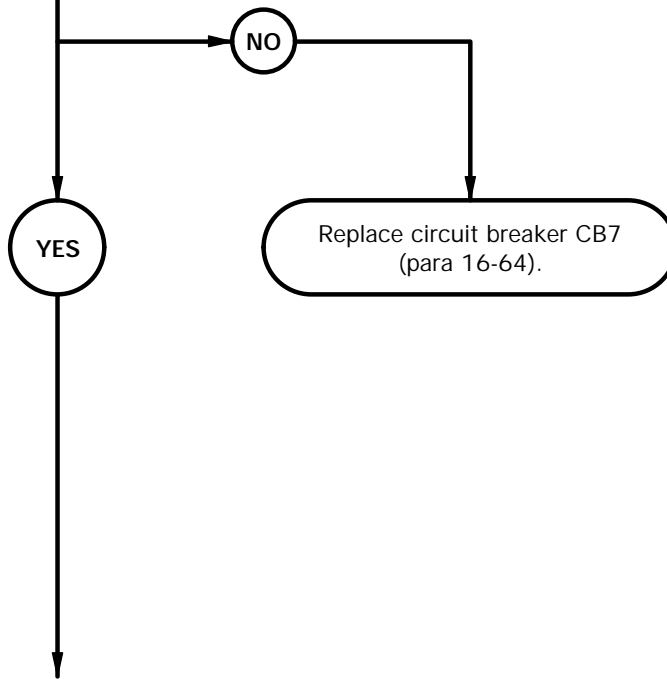 NO
YES
Replace circuit breaker CB7
(para 16-64).